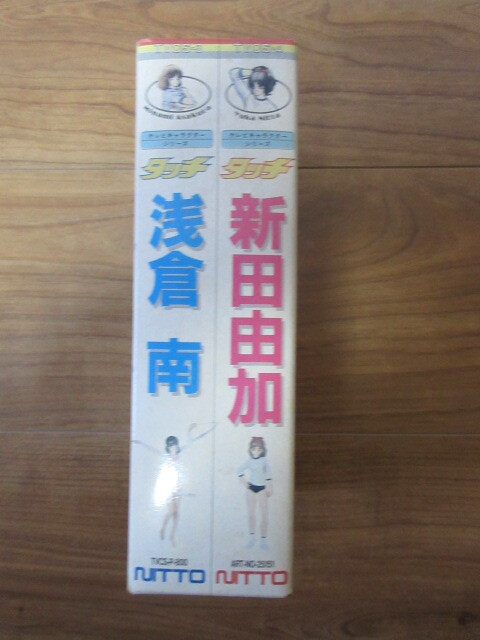 MINAMI ASAKURA
テレビキャラクター
シリーズ
タッチ
浅倉 南
NITTO
YUKA NITTA
テレビキャラクター
シリーズ
タッチ
新田由加
NITTO